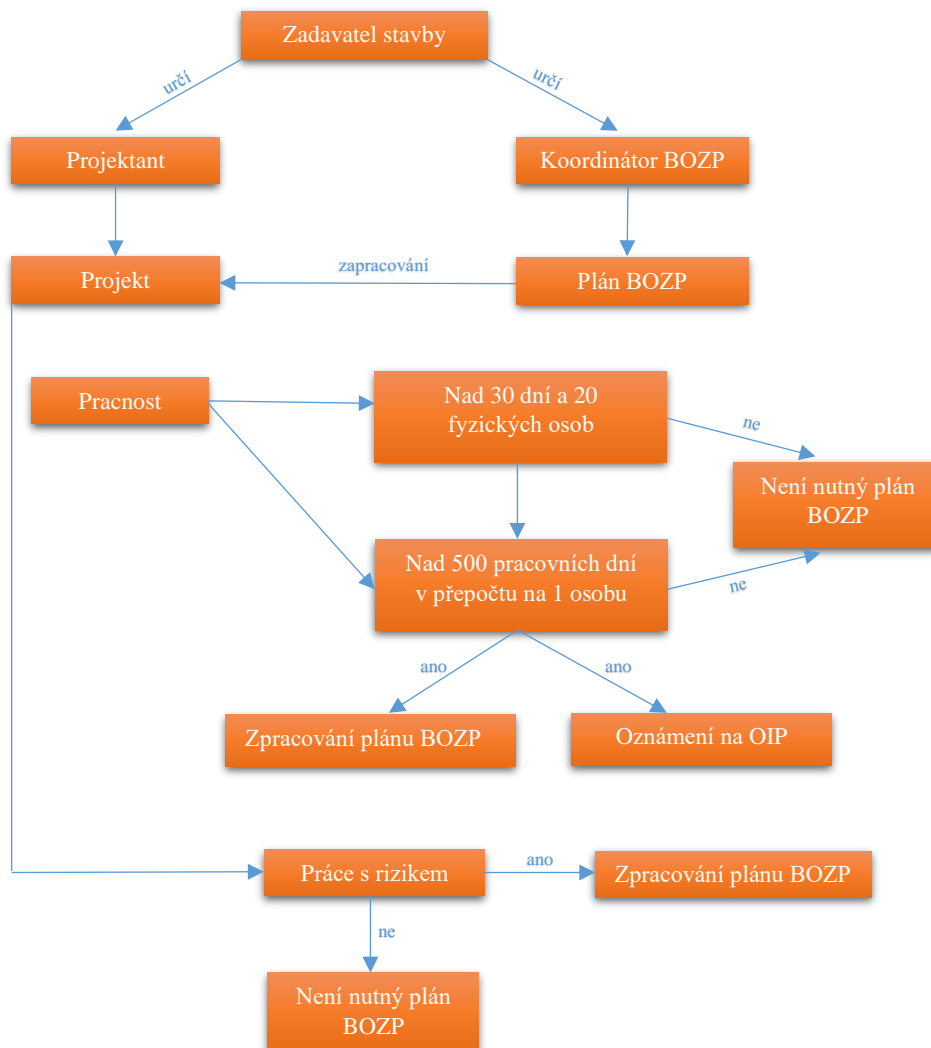 Zadavatel stavby
určí
určí
Projektant
Koordinátor BOZP
zapracování
Projekt
Plán BOZP
Pracnost
Nad 30 dní a 20
fyzických osob
ne
Není nutný plán
BOZP
Nad 500 pracovních dní
v přepočtu na 1 osobu
ne
ano
ano
Zpracování plánu BOZP
Oznámení na OIP
Práce s rizikem
ano
Zpracování plánu BOZP
ne
Není nutný plán
BOZP